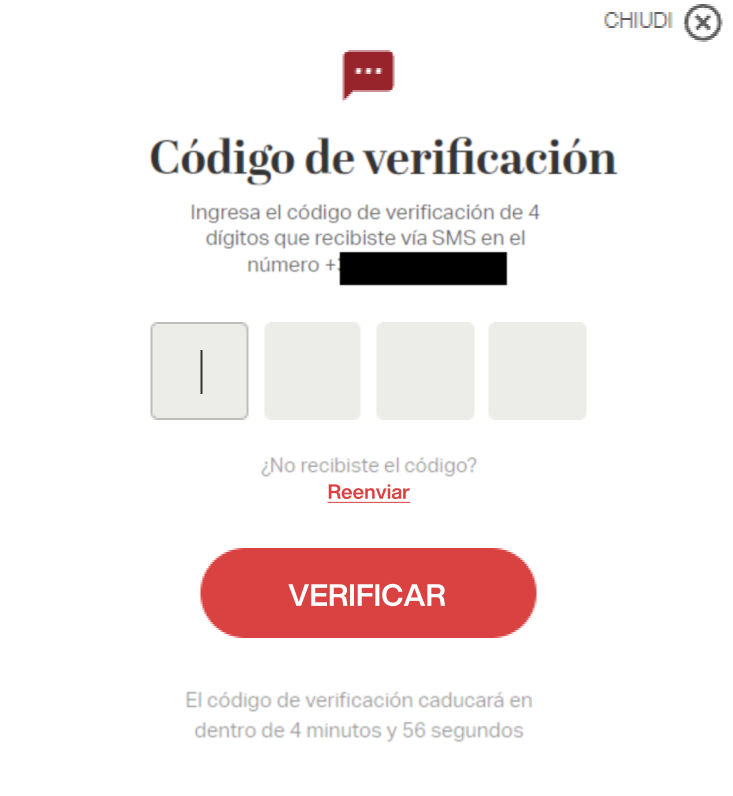 CHIUDI
Código de verificación
Ingresa el código de verificación de 4
dígitos que recibiste vía SMS en el
número +
¿No recibiste el código?
Reenviar
VERIFICAR
El código de verificación caducará en
dentro de 4 minutos y 56 segundos